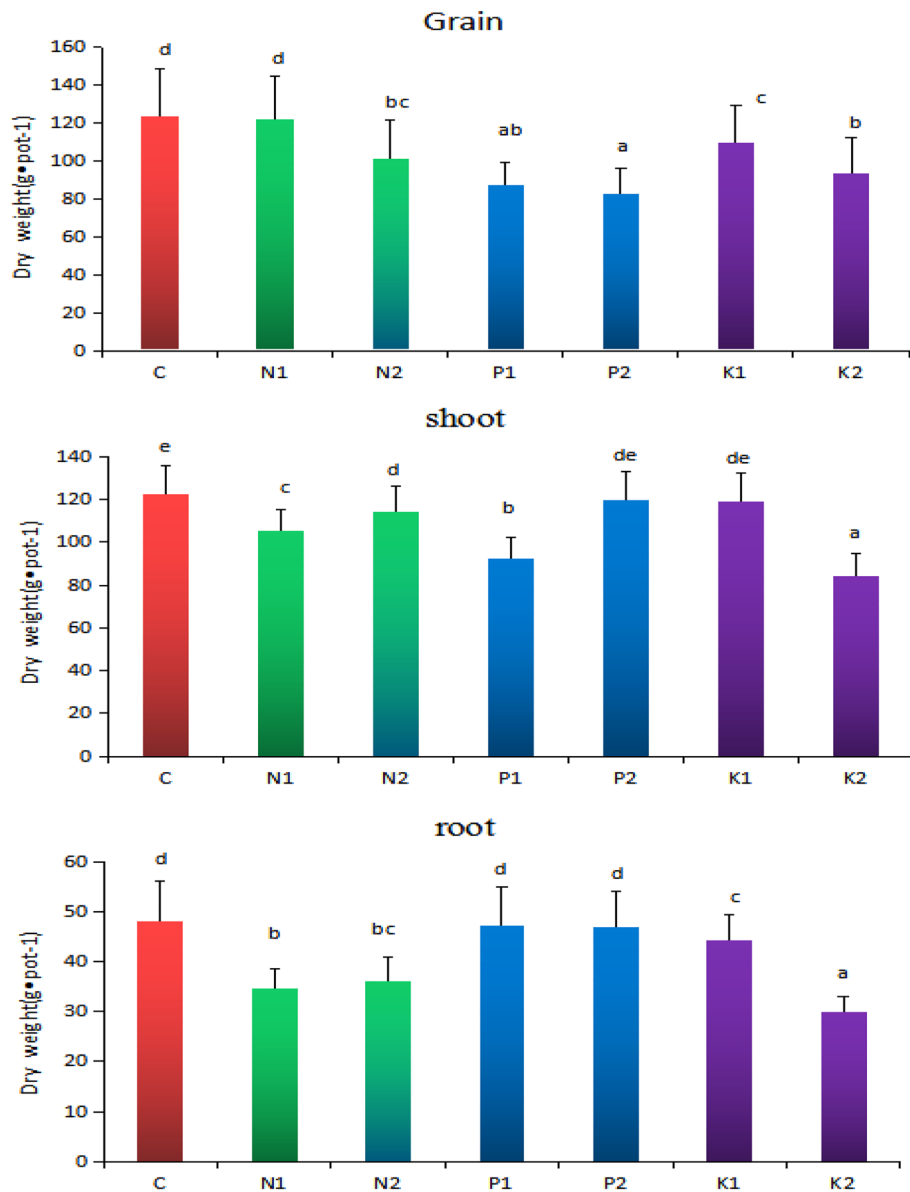 Grain
Dry weight(g•pot-1)
160
140
120
100
80
60
40
20
0
d
d
bc
ab
a
c
b
C N1 N2 P1 P2 K1 K2
shoot
Dry weight(g•pot-1)
140
120
100
80
60
40
20
0
e
c
d
b
de
de
a
C N1 N2 P1 P2 K1 K2
root
Dry weight(g•pot-1)
60
50
40
30
20
10
0
d
b
bc
d
d
c
a
C N1 N2 P1 P2 K1 K2